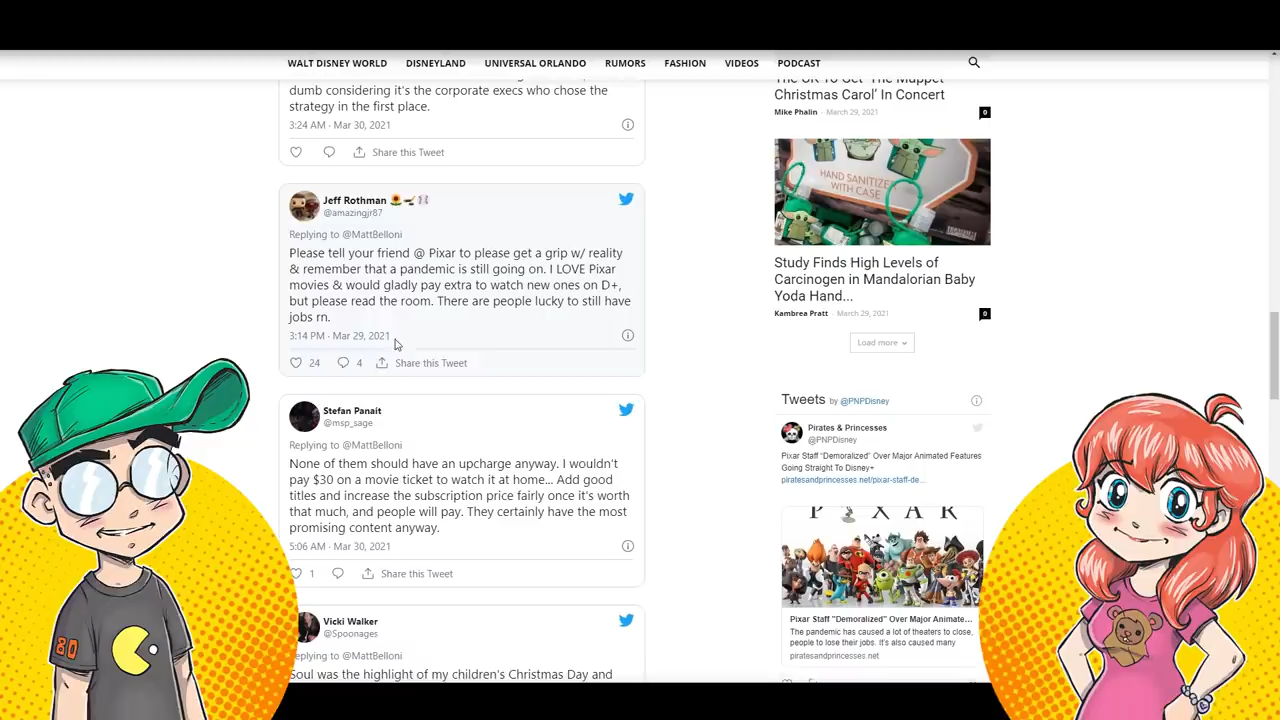 WALT DISNEY WORLD DISNEYLAND UNIVERSAL ORLANDO RUMORS FASHION VIDEOS PODCAST
dumb considering it's the corporate execs who chose the
strategy in the first place.
3:24 AM · Mar 30, 2021
Share this Tweet
Jeff Rothman
@amazingjr87
Replying to @MattBelloni
Please tell your friend @ Pixar to please get a grip w/ reality
& remember that a pandemic is still going on. I LOVE Pixar
movies & would gladly pay extra to watch new ones on D+,
but please read the room. There are people lucky to still have
jobs rn.
3:14 PM · Mar 29, 2021
24 4 Share this Tweet
Stefan Panait
@msp_sage
Replying to @MattBelloni
None of them should have an upcharge anyway. I wouldn't
pay $30 on a movie ticket to watch it at home... Add good
titles and increase the subscription price fairly once it's worth
that much, and people will pay. They certainly have the most
promising content anyway.
5:06 AM · Mar 30, 2021
1 Share this Tweet
Vicki Walker
@Spoonages
Replying to @MattBelloni
Soul was the highlight of my children's Christmas Day and
The UK To Get 'The Muppet
Christmas Carol' In Concert
Mike Phalin - March 29, 2021 0
HAND SANITIZER
WITH CASE
Study Finds High Levels of
Carcinogen in Mandalorian Baby
Yoda Hand...
Kambrea Pratt - March 29, 2021 0
Load more
Tweets by @PNPDisney
Pirates & Princesses
@PNPDisney
Pixar Staff "Demoralized" Over Major Animated Features
Going Straight To Disney+
piratesandprincesses.net/pixar-staff-de...
PIXAR
Pixar Staff "Demoralized" Over Major Animate...
The pandemic has caused a lot of theaters to close,
people to lose their jobs. It's also caused many
piratesandprincesses.net
80